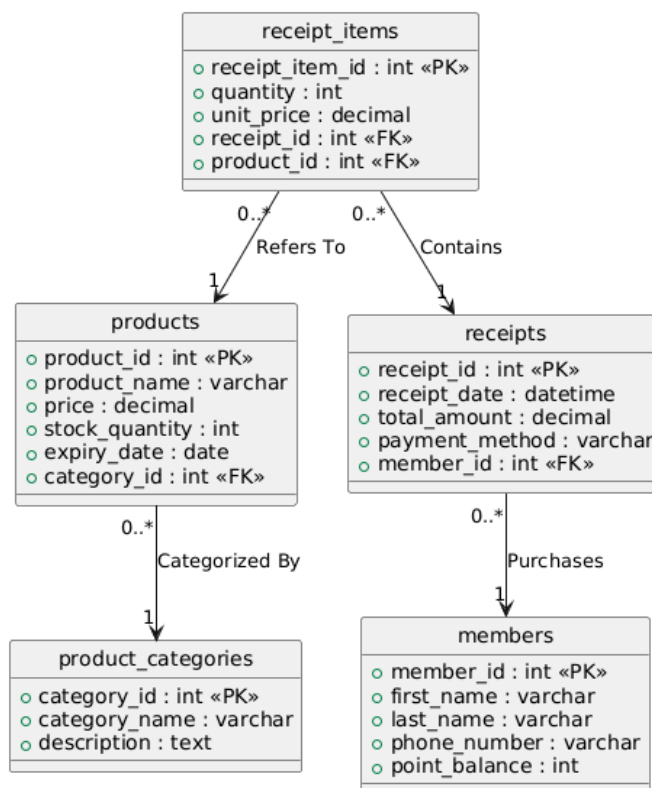 receipt_items
receipt_item_id : int «PK»
quantity : int
unit_price : decimal
receipt_id : int «FK»
product_id : int «FK»
0..*
0..*
Refers To
Contains
1
1
products
product_id : int «PK»
product_name : varchar
price : decimal
stock_quantity : int
expiry_date : date
category_id : int «FK»
receipts
receipt_id : int «PK»
receipt_date : datetime
total_amount : decimal
payment_method : varchar
member_id : int «FK»
0..*
0..*
Categorized By
Purchases
1
1
product_categories
category_id : int «PK»
category_name : varchar
description : text
members
member_id : int «PK»
first_name : varchar
last_name : varchar
phone_number : varchar
point_balance : int